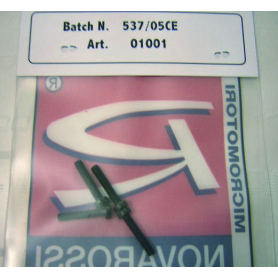 Batch N. 537/05CE
Art. 01001
®
MICROMOTORI
NOVAROSSI